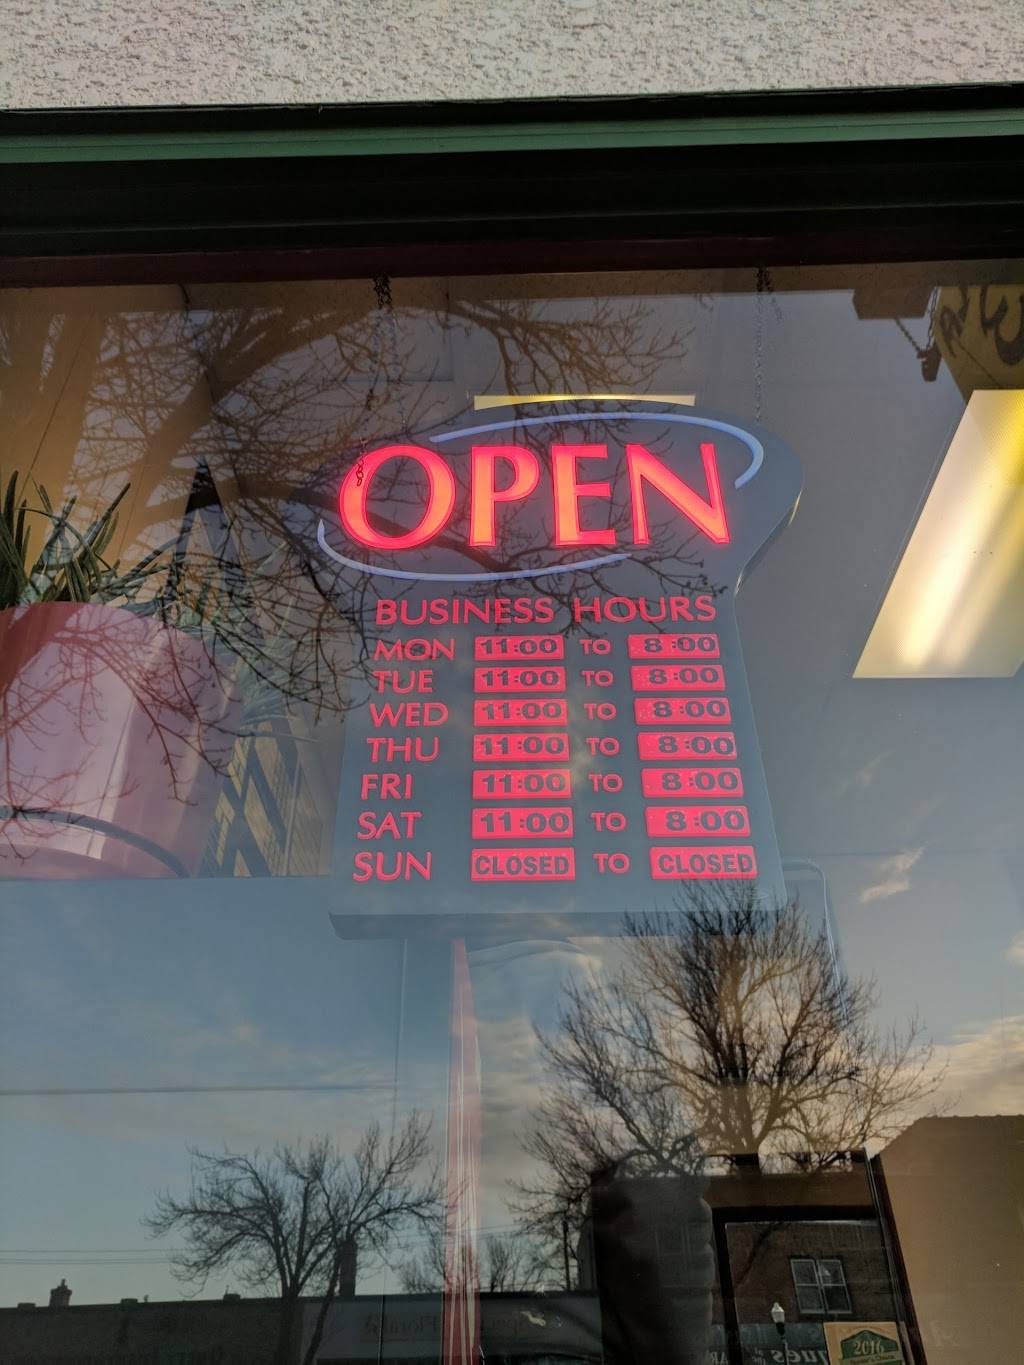 OPEN
BUSINESS HOURS
MON 11:00 TO 8:00
TUE 11:00 TO 8:00
WED 11:00 TO 8:00
THU 11:00 TO 8:00
FRI 11:00 TO 8:00
SAT 11:00 TO 8:00
SUN CLOSED TO CLOSED
2016